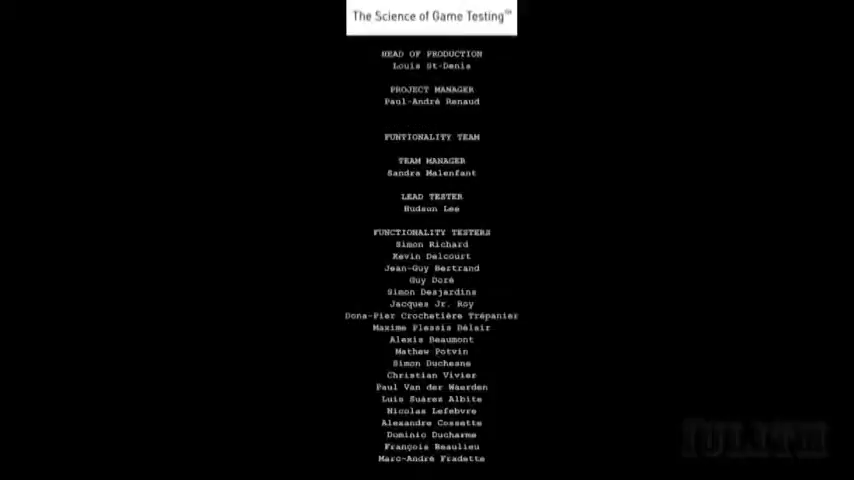 The Science of Game Testing℠
HEAD OF PRODUCTION
Louis St-Denis
PROJECT MANAGER
Paul-André Renaud
FUNTIONALITY TEAM
TEAM MANAGER
Sandra Malenfant
LEAD TESTER
Hudson Lee
FUNCTIONALITY TESTERS
Simon Richard
Kevin Delcourt
Jean-Guy Bertrand
Guy Doré
Simon Desjardins
Jacques Jr. Roy
Dona-Pier Crochetière Trépanier
Maxime Plessis Bélair
Alexis Beaumont
Mathew Potvin
Simon Duchesne
Christian Vivier
Paul Van der Waerden
Luis Suárez Albite
Nicolas Lefebvre
Alexandre Cossette
Dominic Ducharme
François Beaulieu
Marc-André Fradette